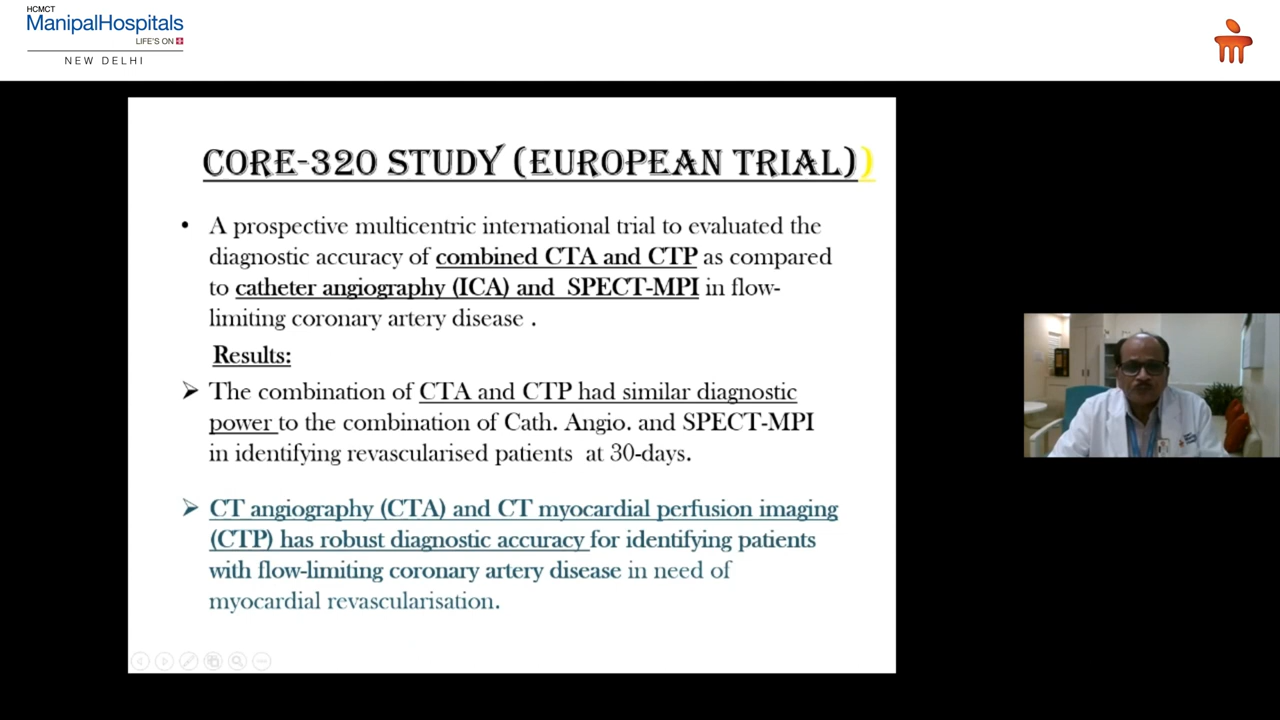 HCMCT
ManipalHospitals
LIFE'S ON
NEW DELHI
CORE-320 STUDY (EUROPEAN TRIAL))
• A prospective multicentric international trial to evaluated the
diagnostic accuracy of combined CTA and CTP as compared
to catheter angiography (ICA) and SPECT-MPI in flow-
limiting coronary artery disease .
Results:
➢ The combination of CTA and CTP had similar diagnostic
power to the combination of Cath. Angio. and SPECT-MPI
in identifying revascularised patients at 30-days.
➢ CT angiography (CTA) and CT myocardial perfusion imaging
(CTP) has robust diagnostic accuracy for identifying patients
with flow-limiting coronary artery disease in need of
myocardial revascularisation.